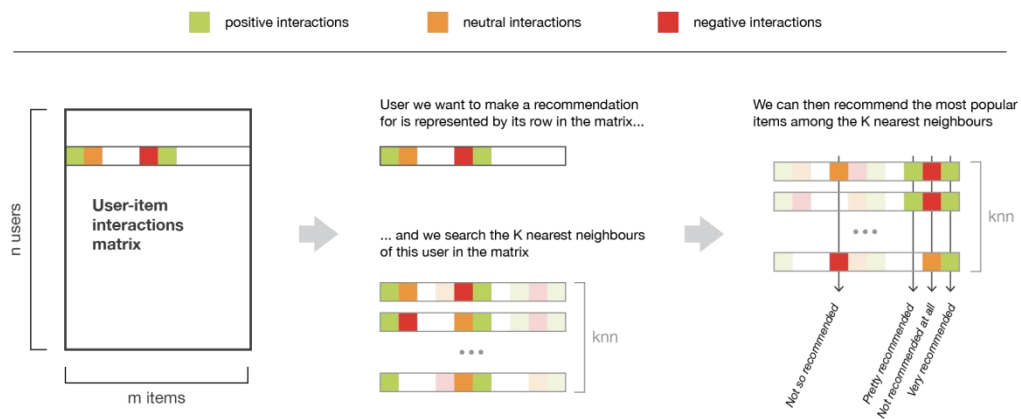 positive interactions
neutral interactions
negative interactions
n users
User-item
interactions
matrix
m items
User we want to make a recommendation
for is represented by its row in the matrix...
... and we search the K nearest neighbours
of this user in the matrix
knn
We can then recommend the most popular
items among the K nearest neighbours
knn
Not so recommended
Pretty recommended
Not recommended at all
Very recommended